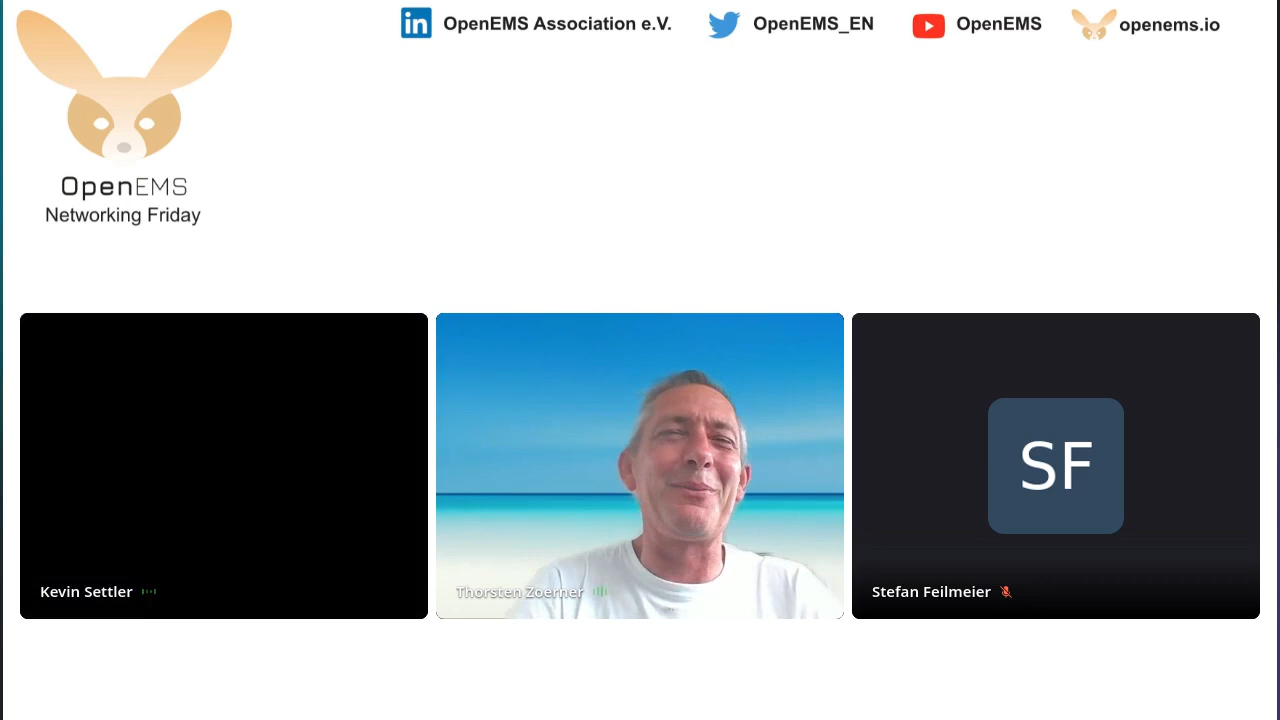 OpenEMS Association e.V.
OpenEMS_EN
OpenEMS
openems.io
OpenEMS
Networking Friday
SF
Kevin Settler
Thorsten Zoerner
Stefan Feilmeier